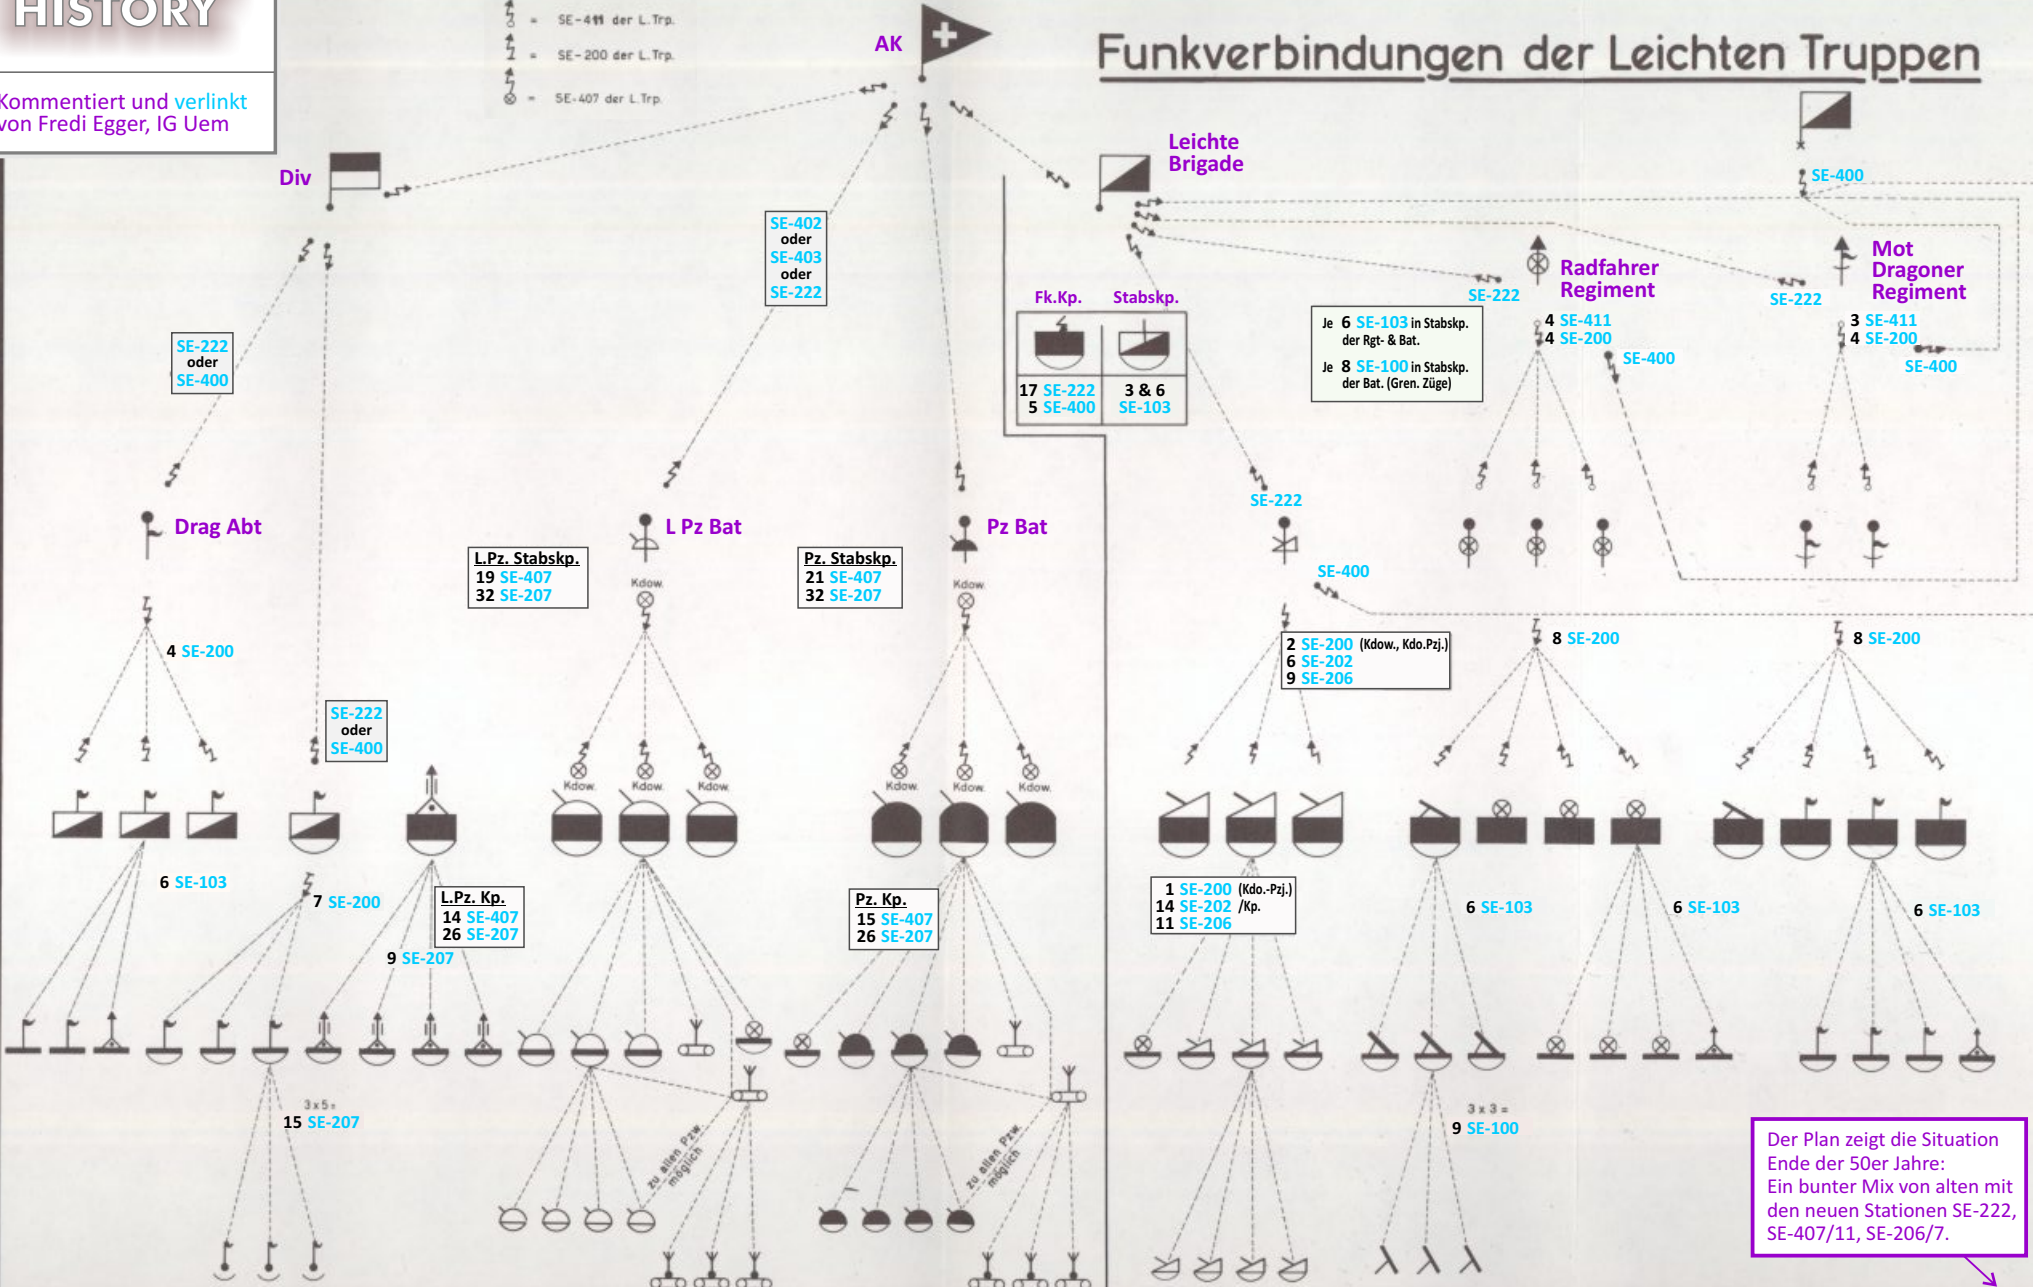 HISTORY
Kommentiert und verlinkt
von Fredi Egger, IG Uem
= SE-411 der L.Trp.
= SE-200 der L.Trp.
= SE-407 der L.Trp.
AK
Funkverbindungen der Leichten Truppen
Div
Leichte
Brigade
SE-400
SE-402
oder
SE-403
oder
SE-222
Fk.Kp. Stabskp.
17 SE-222
5 SE-400
3 & 6
SE-103
SE-222
Radfahrer
Regiment
Je 6 SE-103 in Stabskp.
der Rgt- & Bat.
Je 8 SE-100 in Stabskp.
der Bat. (Gren. Züge)
4 SE-411
4 SE-200
SE-400
SE-222
Mot
Dragoner
Regiment
3 SE-411
4 SE-200
SE-400
SE-222
oder
SE-400
Drag Abt
L Pz Bat
Pz Bat
SE-222
L.Pz. Stabskp.
19 SE-407
32 SE-207
Kdow.
Pz. Stabskp.
21 SE-407
32 SE-207
Kdow.
SE-400
4 SE-200
2 SE-200 (Kdow., Kdo.Pzj.)
6 SE-202
9 SE-206
8 SE-200
8 SE-200
SE-222
oder
SE-400
Kdow. Kdow. Kdow.
Kdow. Kdow. Kdow.
6 SE-103
7 SE-200
L.Pz. Kp.
14 SE-407
26 SE-207
9 SE-207
Pz. Kp.
15 SE-407
26 SE-207
1 SE-200 (Kdo.-Pzj.)
14 SE-202 /Kp.
11 SE-206
6 SE-103
6 SE-103
6 SE-103
3x5=
15 SE-207
zu allen Pzw.
möglich
zu allen Pzw.
möglich
3 x 3 =
9 SE-100
Der Plan zeigt die Situation
Ende der 50er Jahre:
Ein bunter Mix von alten mit
den neuen Stationen SE-222,
SE-407/11, SE-206/7.